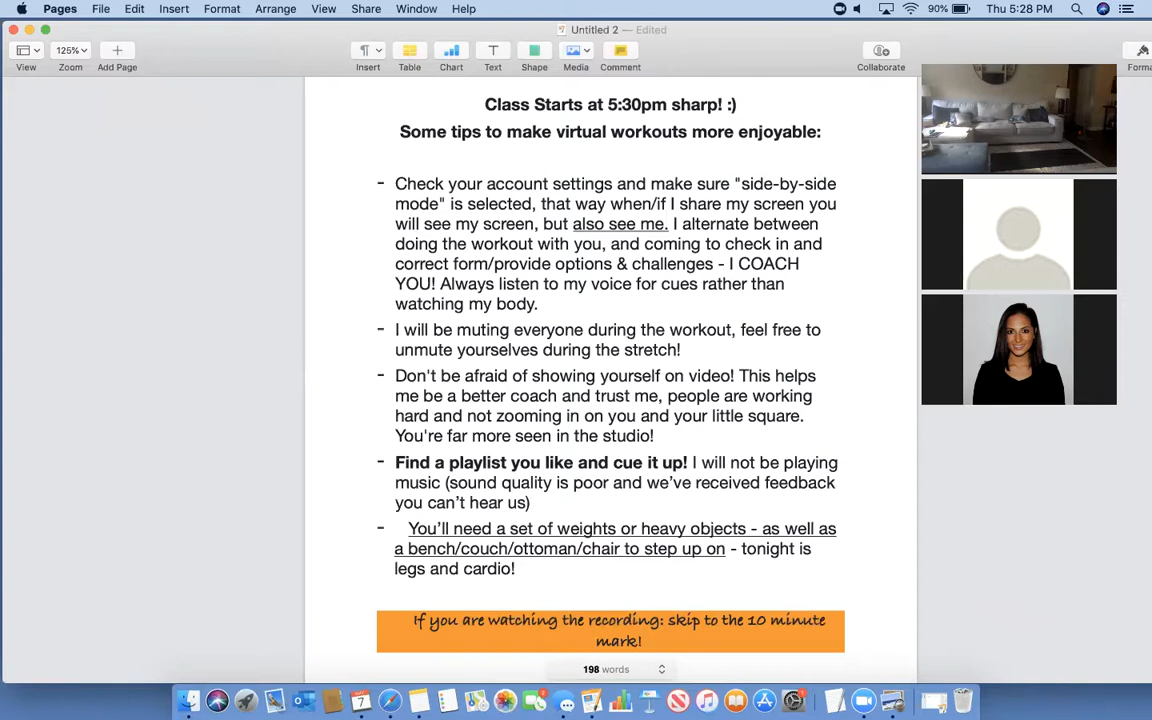 Pages File Edit Insert Format Arrange View Share Window Help 90% Thu 5:28 PM
Untitled 2 — Edited
125%
View Zoom Add Page Insert Table Chart Text Shape Media Comment Collaborate Forma
Class Starts at 5:30pm sharp! :)
Some tips to make virtual workouts more enjoyable:
- Check your account settings and make sure "side-by-side
mode" is selected, that way when/if I share my screen you
will see my screen, but also see me. I alternate between
doing the workout with you, and coming to check in and
correct form/provide options & challenges - I COACH
YOU! Always listen to my voice for cues rather than
watching my body.
- I will be muting everyone during the workout, feel free to
unmute yourselves during the stretch!
- Don't be afraid of showing yourself on video! This helps
me be a better coach and trust me, people are working
hard and not zooming in on you and your little square.
You're far more seen in the studio!
- Find a playlist you like and cue it up! I will not be playing
music (sound quality is poor and we've received feedback
you can't hear us)
- You'll need a set of weights or heavy objects - as well as
a bench/couch/ottoman/chair to step up on - tonight is
legs and cardio!
If you are watching the recording: skip to the 10 minute
mark!
198 words